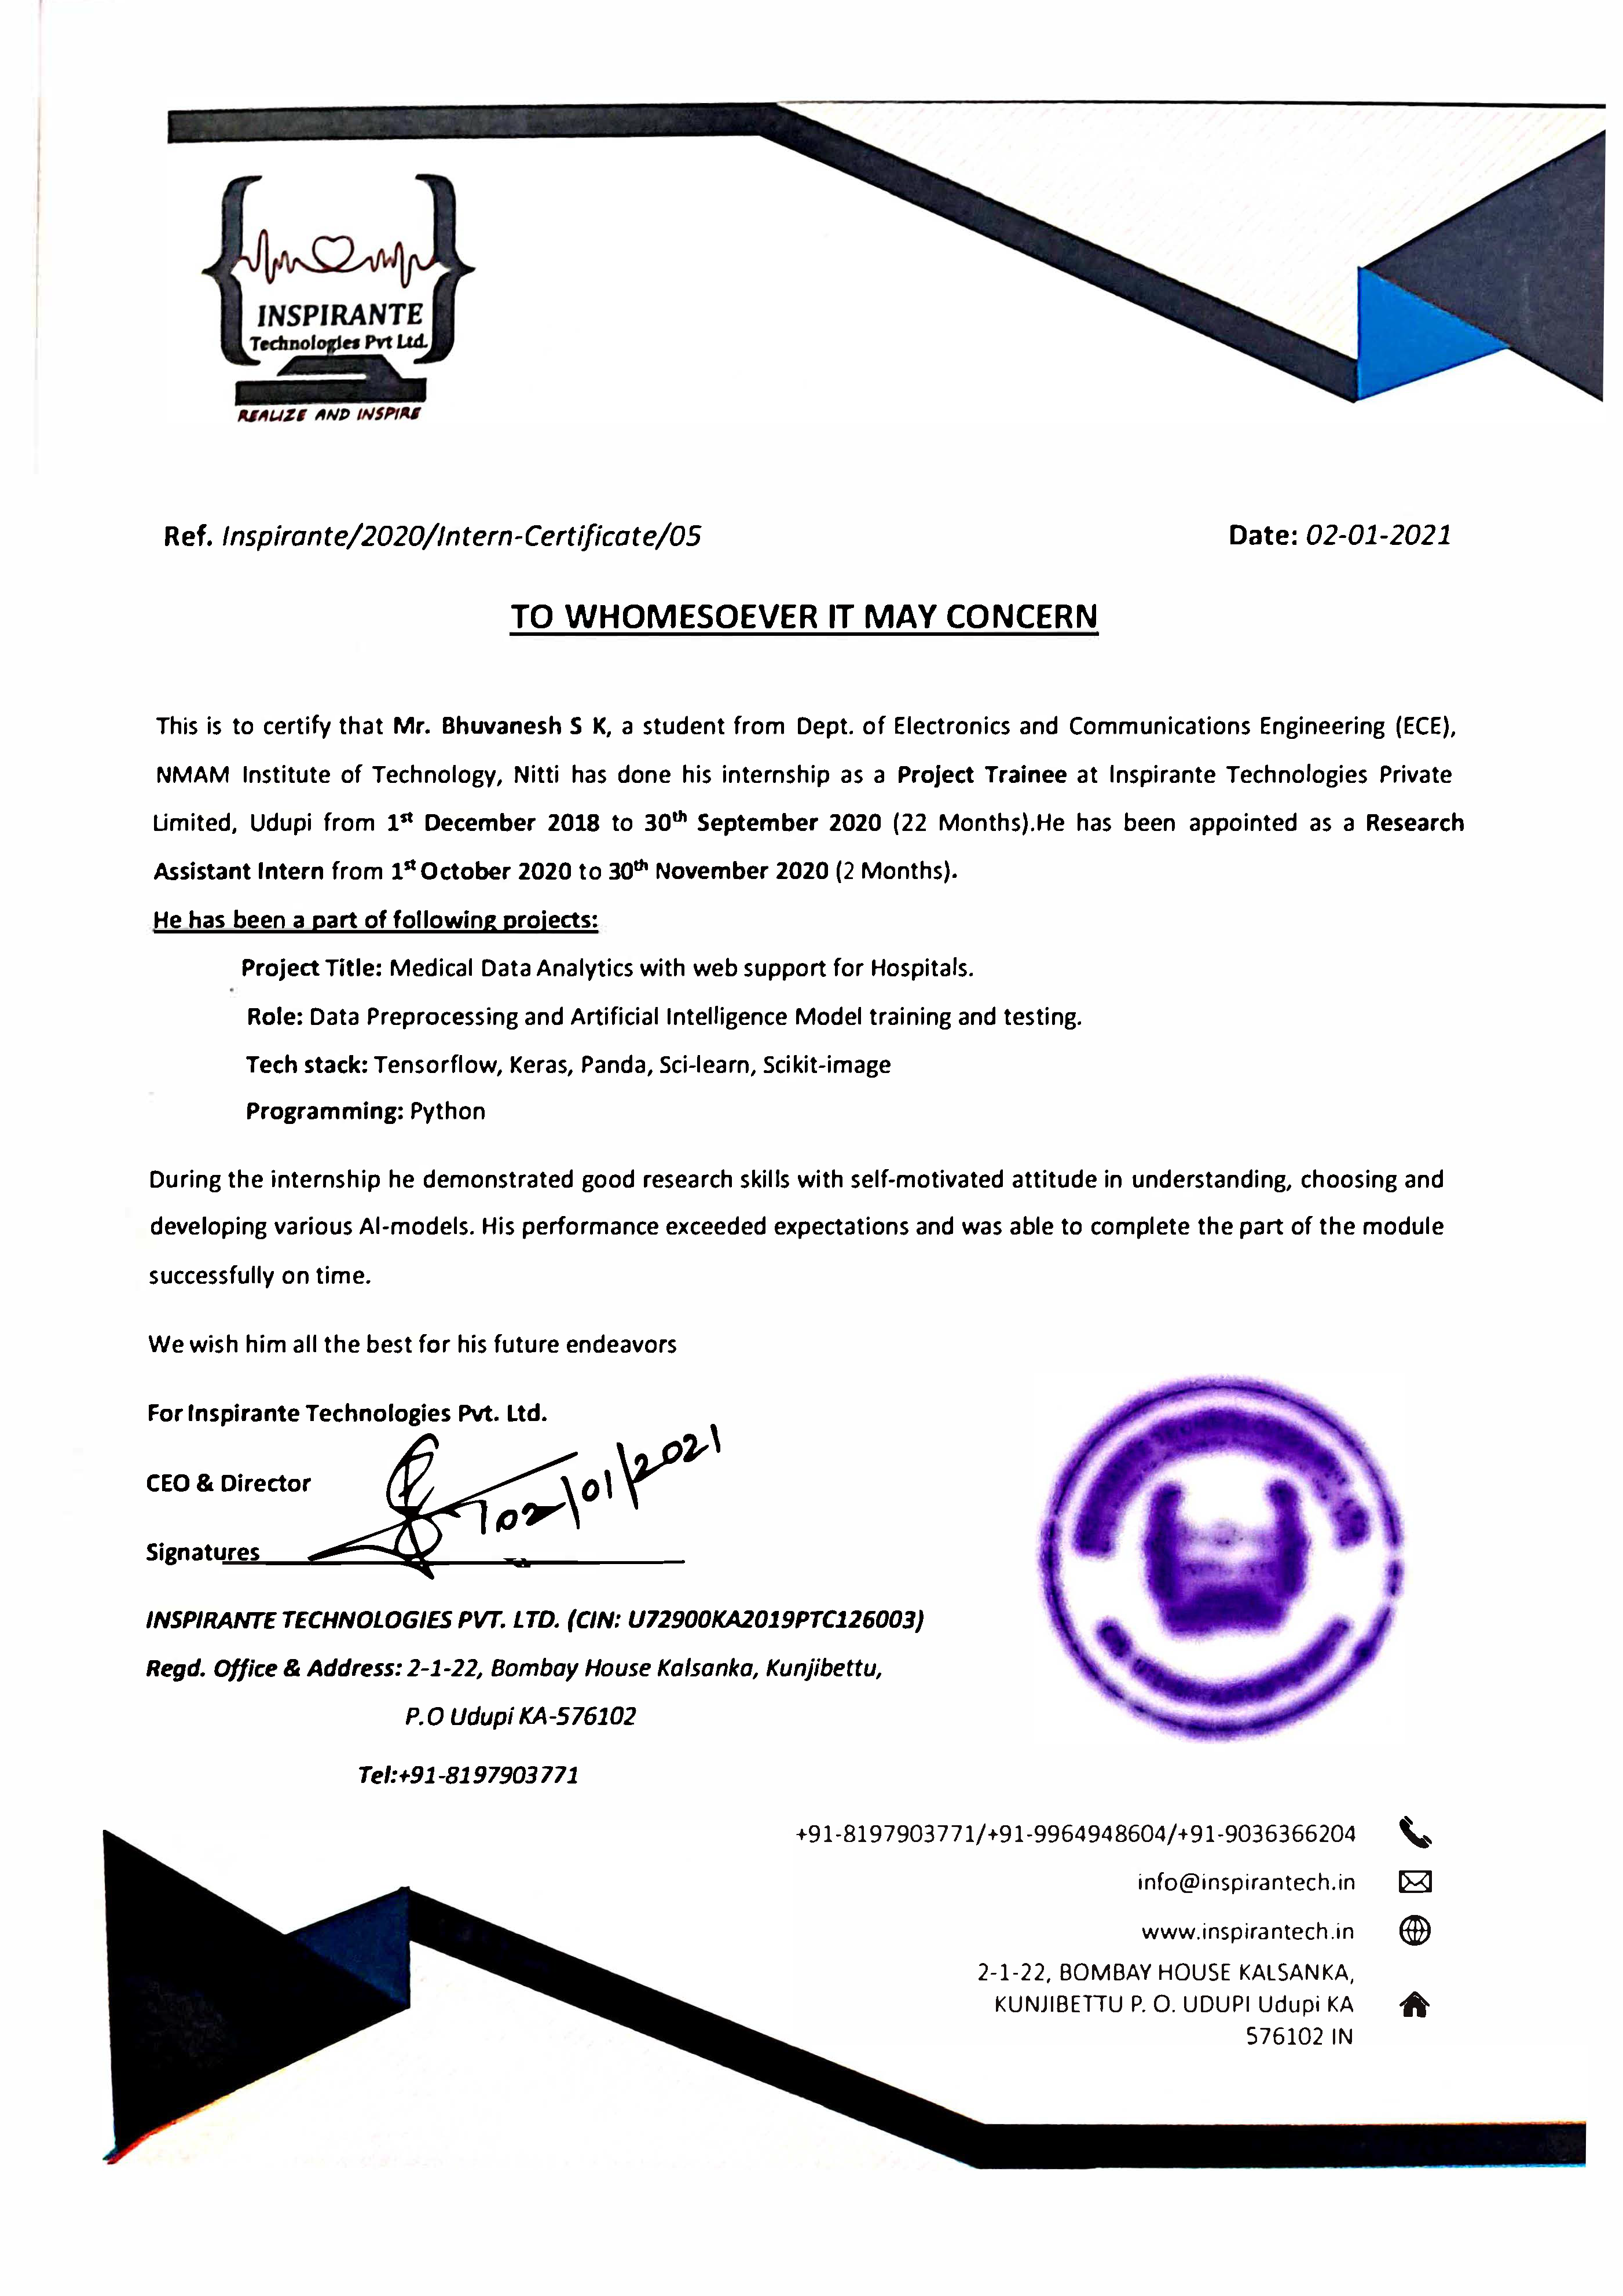 INSPIRANTE
Technologies Pvt Ltd.
REALIZE AND INSPIRE
Ref. Inspirante/2020/Intern-Certificate/05 Date: 02-01-2021
TO WHOMESOEVER IT MAY CONCERN
This is to certify that Mr. Bhuvanesh S K, a student from Dept. of Electronics and Communications Engineering (ECE),
NMAM Institute of Technology, Nitti has done his internship as a Project Trainee at Inspirante Technologies Private
Limited, Udupi from 1st December 2018 to 30th September 2020 (22 Months).He has been appointed as a Research
Assistant Intern from 1st October 2020 to 30th November 2020 (2 Months).
He has been a part of following projects:
Project Title: Medical Data Analytics with web support for Hospitals.
Role: Data Preprocessing and Artificial Intelligence Model training and testing.
Tech stack: Tensorflow, Keras, Panda, Sci-learn, Scikit-image
Programming: Python
During the internship he demonstrated good research skills with self-motivated attitude in understanding, choosing and
developing various AI-models. His performance exceeded expectations and was able to complete the part of the module
successfully on time.
We wish him all the best for his future endeavors
For Inspirante Technologies Pvt. Ltd.
CEO & Director
02/01/2021
Signatures
INSPIRANTE TECHNOLOGIES PVT. LTD. (CIN: U72900KA2019PTC126003)
Regd. Office & Address: 2-1-22, Bombay House Kalsanka, Kunjibettu,
P.O Udupi KA-576102
Tel:+91-8197903771
+91-8197903771/+91-9964948604/+91-9036366204
info@inspirantech.in
www.inspirantech.in
2-1-22, BOMBAY HOUSE KALSANKA,
KUNJIBETTU P. O. UDUPI Udupi KA
576102 IN